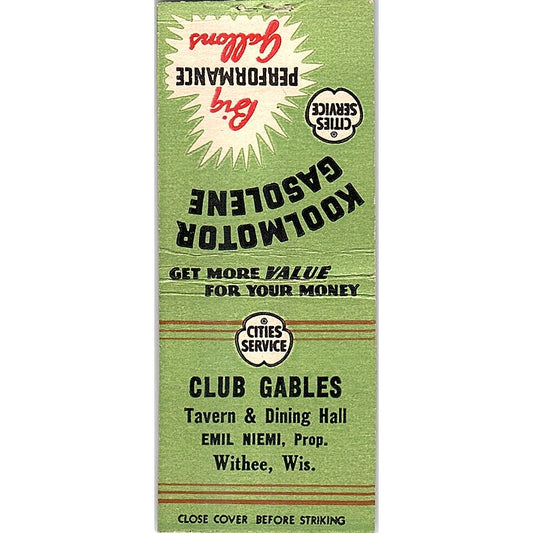 Big
PERFORMANCE
Gallons
CITIES
SERVICE
KOOLMOTOR
GASOLENE
GET MORE VALUE
FOR YOUR MONEY
CITIES
SERVICE
CLUB GABLES
Tavern & Dining Hall
EMIL NIEMI, Prop.
Withee, Wis.
CLOSE COVER BEFORE STRIKING